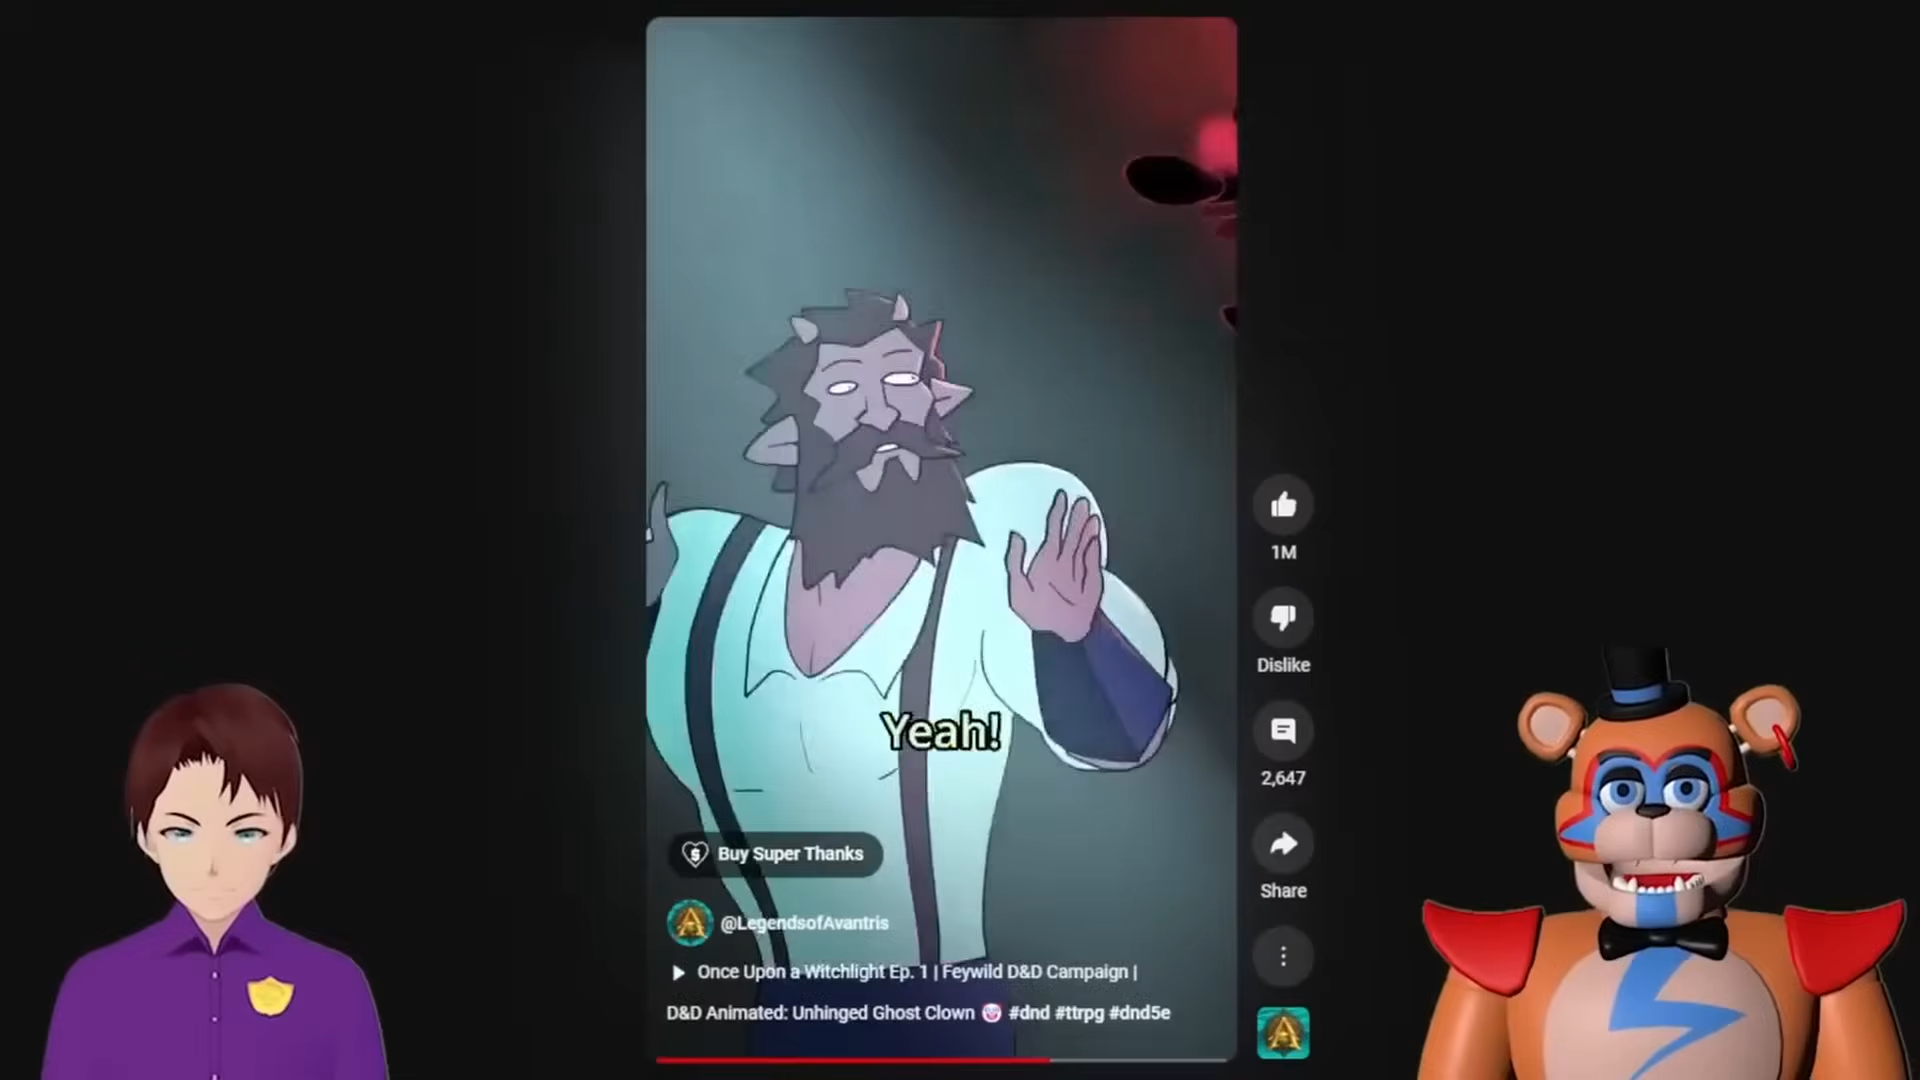 Yeah!
1M
Dislike
2,647
Share
Buy Super Thanks
@LegendsofAvantris
Once Upon a Witchlight Ep. 1 | Feywild D&D Campaign |
D&D Animated: Unhinged Ghost Clown 🤡 #dnd #ttrpg #dnd5e